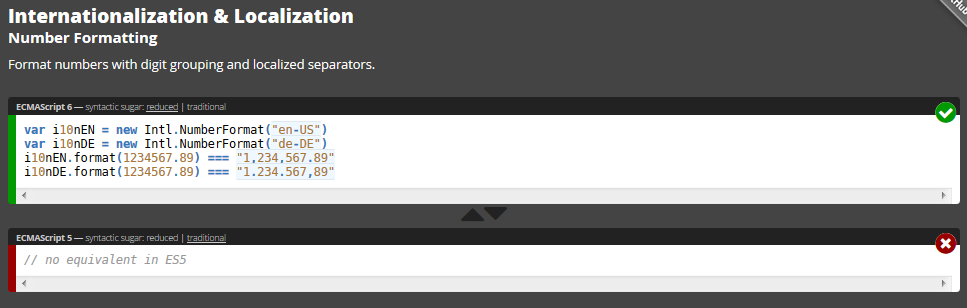 Internationalization & Localization
Number Formatting
Format numbers with digit grouping and localized separators.
ECMAScript 6 — syntactic sugar: reduced | traditional
var i10nEN = new Intl.NumberFormat("en-US")
var i10nDE = new Intl.NumberFormat("de-DE")
i10nEN.format(1234567.89) === "1,234,567.89"
i10nDE.format(1234567.89) === "1.234.567,89"
ECMAScript 5 — syntactic sugar: reduced | traditional
// no equivalent in ES5